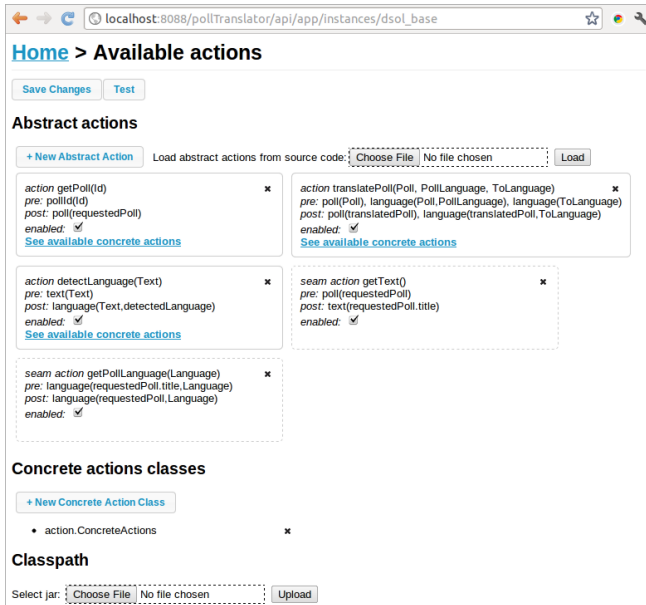 localhost:8088/pollTranslator/api/app/instances/dsol_base
Home > Available actions
Save Changes Test
Abstract actions
+ New Abstract Action Load abstract actions from source code: Choose File No file chosen Load
action getPoll(Id) ×
pre: pollId(Id)
post: poll(requestedPoll)
enabled:
See available concrete actions
action translatePoll(Poll, PollLanguage, ToLanguage) ×
pre: poll(Poll), language(Poll,PollLanguage), language(ToLanguage)
post: poll(translatedPoll), language(translatedPoll,ToLanguage)
enabled:
See available concrete actions
action detectLanguage(Text) ×
pre: text(Text)
post: language(Text,detectedLanguage)
enabled:
See available concrete actions
seam action getText() ×
pre: poll(requestedPoll)
post: text(requestedPoll.title)
enabled:
seam action getPollLanguage(Language) ×
pre: language(requestedPoll.title,Language)
post: language(requestedPoll,Language)
enabled:
Concrete actions classes
+ New Concrete Action Class
• action.ConcreteActions ×
Classpath
Select jar: Choose File No file chosen Upload